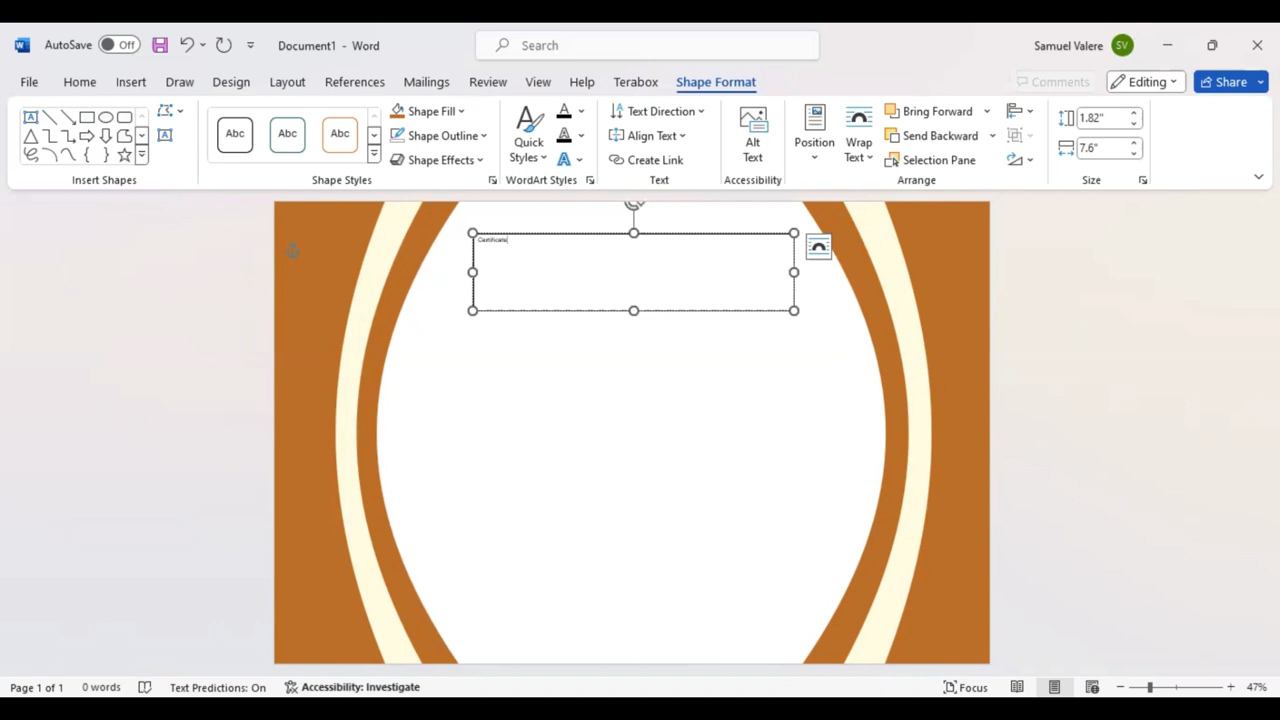 AutoSave Off Document1 - Word Search Samuel Valere SV
File Home Insert Draw Design Layout References Mailings Review View Help Terabox Shape Format Comments Editing Share
Abc Abc Abc
Shape Fill
Shape Outline
Shape Effects
Quick Styles
A
A
A
Text Direction
Align Text
Create Link
Alt Text
Position
Wrap Text
Bring Forward
Send Backward
Selection Pane
1.82"
7.6"
Insert Shapes Shape Styles WordArt Styles Text Accessibility Arrange Size
Certificate
Page 1 of 1 0 words Text Predictions: On Accessibility: Investigate Focus 47%